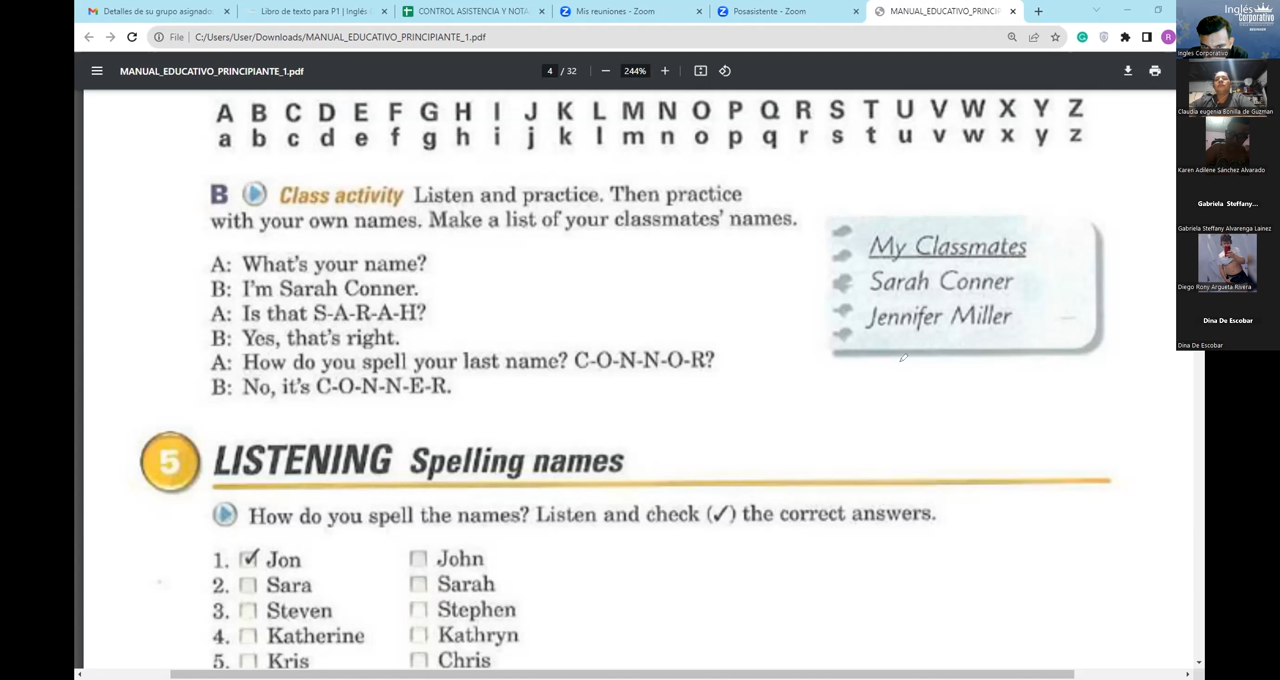 Detalles de su grupo asignado
Libro de texto para P1 | Inglés
CONTROL ASISTENCIA Y NOTA
Mis reuniones - Zoom
Posasistente - Zoom
MANUAL_EDUCATIVO_PRINCIP
File | C:/Users/User/Downloads/MANUAL_EDUCATIVO_PRINCIPIANTE_1.pdf
R
MANUAL_EDUCATIVO_PRINCIPIANTE_1.pdf
4 / 32
244%
A B C D E F G H I J K L M N O P Q R S T U V W X Y Z
a b c d e f g h i j k l m n o p q r s t u v w x y z
B Class activity Listen and practice. Then practice
with your own names. Make a list of your classmates' names.
A: What's your name?
B: I'm Sarah Conner.
A: Is that S-A-R-A-H?
B: Yes, that's right.
A: How do you spell your last name? C-O-N-N-O-R?
B: No, it's C-O-N-N-E-R.
My Classmates
Sarah Conner
Jennifer Miller
5 LISTENING Spelling names
How do you spell the names? Listen and check (✓) the correct answers.
1. ✓ Jon John
2. Sara Sarah
3. Steven Stephen
4. Katherine Kathryn
5. Kris Chris
Inglés
Corporativo
BEGINNER
Ingles Corporativo
Claudia eugenia Bonilla de Guzman
Karen Adilene Sánchez Alvarado
Gabriela Steffany...
Gabriela Steffany Alvarenga Lainez
Diego Rony Argueta Rivera
Dina De Escobar
Dina De Escobar